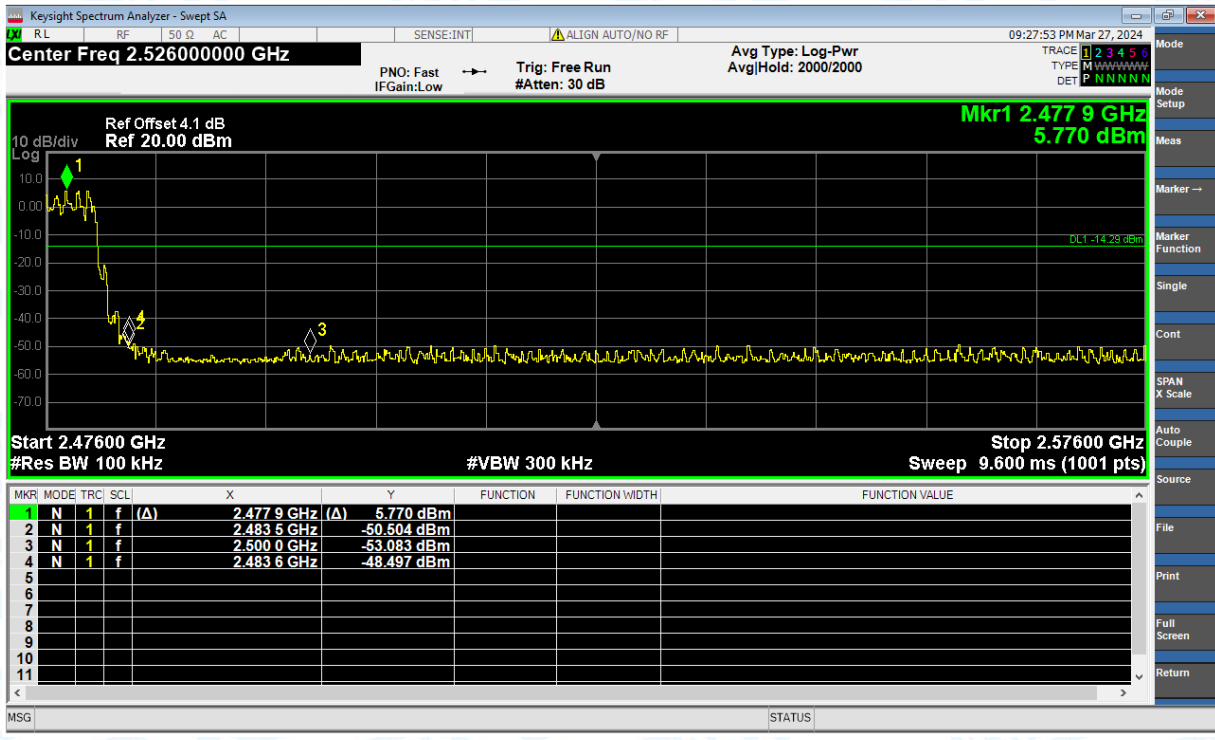 Keysight Spectrum Analyzer - Swept SA
LXI RL RF 50 Ω AC SENSE:INT ALIGN AUTO/NO RF 09:27:53 PM Mar 27, 2024
Center Freq 2.526000000 GHz
PNO: Fast
IFGain:Low
Trig: Free Run
#Atten: 30 dB
Avg Type: Log-Pwr
Avg|Hold: 2000/2000
TRACE 1 2 3 4 5 6
TYPE M WWWWW
DET P N N N N N
Mkr1 2.477 9 GHz
5.770 dBm
Ref Offset 4.1 dB
10 dB/div Ref 20.00 dBm
Log
1
10.0
0.00
-10.0
DL1 -14.29 dBm
-20.0
-30.0
-40.0
4
2
3
-50.0
-60.0
-70.0
Start 2.47600 GHz Stop 2.57600 GHz
#Res BW 100 kHz #VBW 300 kHz Sweep 9.600 ms (1001 pts)
MKR MODE TRC SCL X Y FUNCTION FUNCTION WIDTH FUNCTION VALUE
1 N 1 f (Δ) 2.477 9 GHz (Δ) 5.770 dBm
2 N 1 f 2.483 5 GHz -50.504 dBm
3 N 1 f 2.500 0 GHz -53.083 dBm
4 N 1 f 2.483 6 GHz -48.497 dBm
5
6
7
8
9
10
11
MSG STATUS
Mode
Mode
Setup
Meas
Marker →
Marker
Function
Single
Cont
SPAN
X Scale
Auto
Couple
Source
File
Print
Full
Screen
Return